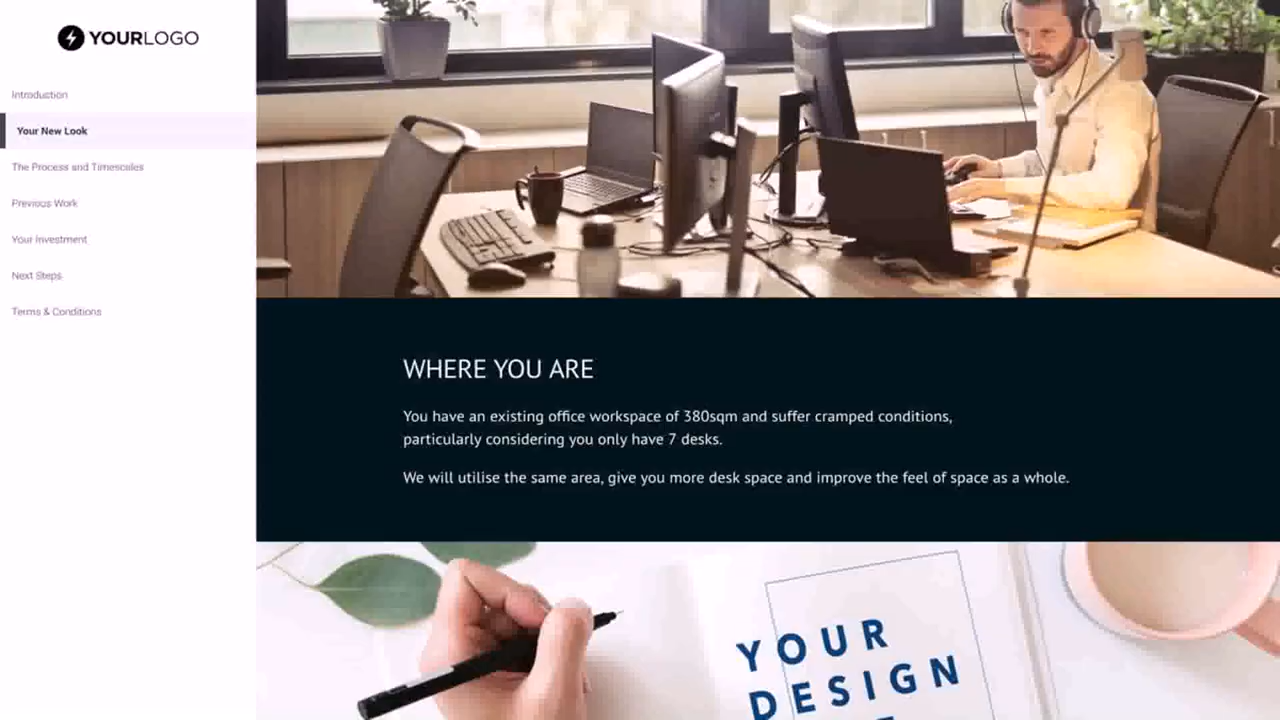 YOURLOGO
Introduction
Your New Look
The Process and Timescales
Previous Work
Your Investment
Next Steps
Terms & Conditions
WHERE YOU ARE
You have an existing office workspace of 380sqm and suffer cramped conditions,
particularly considering you only have 7 desks.
We will utilise the same area, give you more desk space and improve the feel of space as a whole.
YOUR
DESIGN